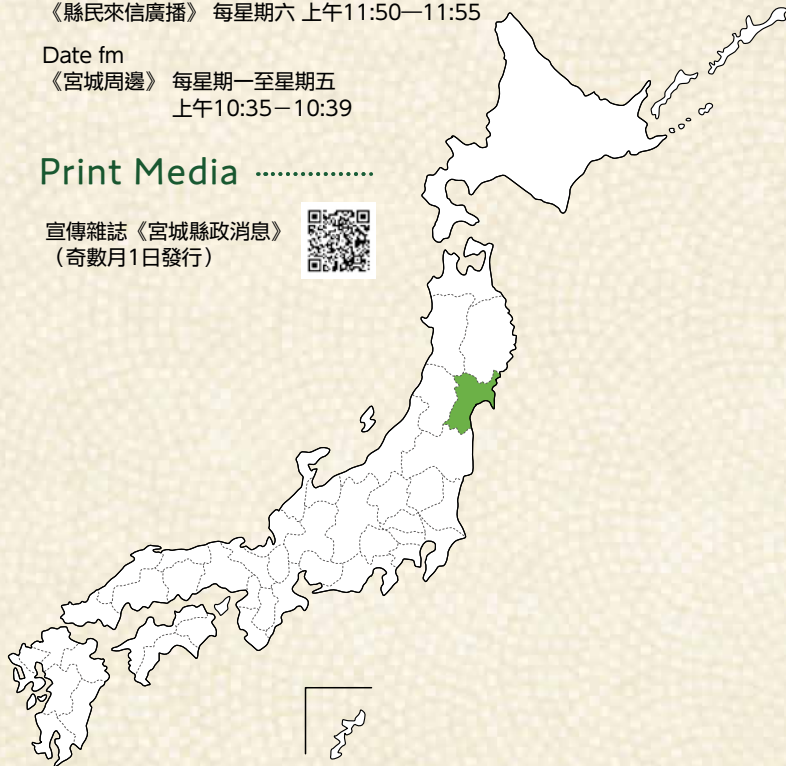 《縣民來信廣播》 每星期六 上午11:50—11:55
Date fm
《宮城周邊》 每星期一至星期五
上午10:35－10:39
Print Media
宣傳雜誌《宮城縣政消息》
（奇數月1日發行）